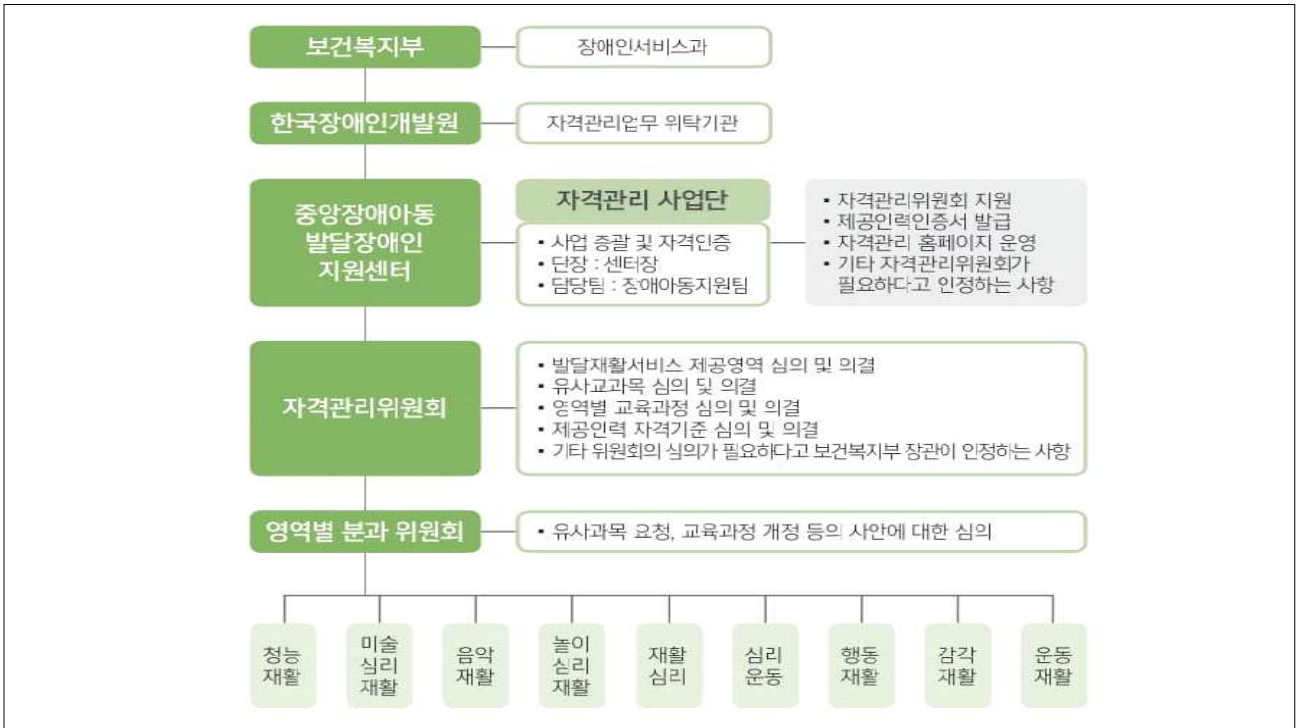 보건복지부
장애인서비스과
한국장애인개발원
자격관리업무 위탁기관
중앙장애아동
발달장애인
지원센터
자격관리 사업단
▪ 사업 총괄 및 자격인증
▪ 단장 : 센터장
▪ 담당팀 : 장애아동지원팀
▪ 자격관리위원회 지원
▪ 제공인력인증서 발급
▪ 자격관리 홈페이지 운영
▪ 기타 자격관리위원회가
필요하다고 인정하는 사항
자격관리위원회
▪ 발달재활서비스 제공영역 심의 및 의결
▪ 유사교과목 심의 및 의결
▪ 영역별 교육과정 심의 및 의결
▪ 제공인력 자격기준 심의 및 의결
▪ 기타 위원회의 심의가 필요하다고 보건복지부 장관이 인정하는 사항
영역별 분과 위원회
▪ 유사과목 요청, 교육과정 개정 등의 사안에 대한 심의
청능
재활
미술
심리
재활
음악
재활
놀이
심리
재활
재활
심리
심리
운동
행동
재활
감각
재활
운동
재활